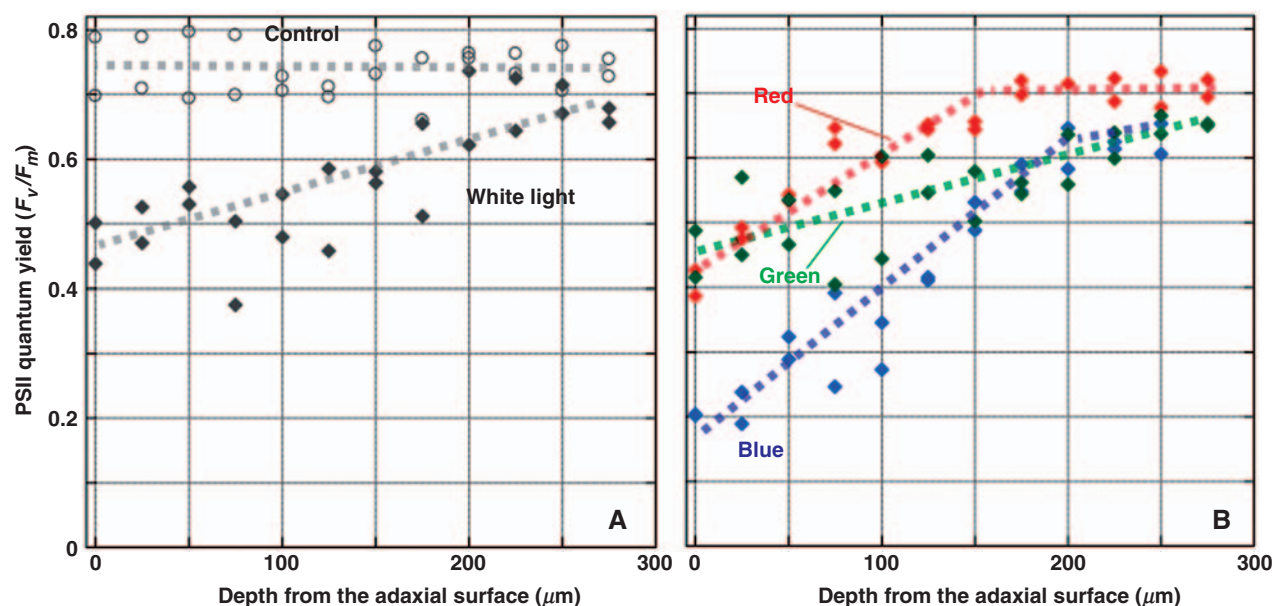 PSII quantum yield (Fv/Fm)
0.8
0.6
0.4
0.2
0
Control
White light
A
0
100
200
300
Depth from the adaxial surface (μm)
Red
Green
Blue
B
0
100
200
300
Depth from the adaxial surface (μm)